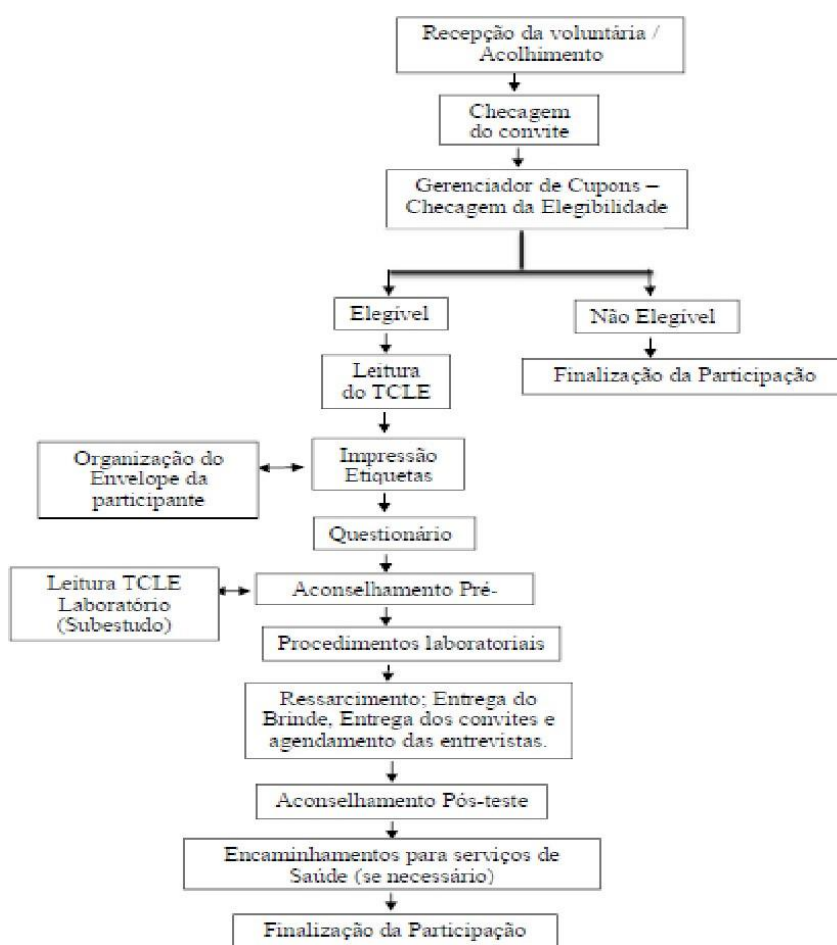 Recepção da voluntária /
Acolhimento
Checagem
do convite
Gerenciador de Cupons –
Checagem da Elegibilidade
Elegível
Não Elegível
Leitura
do TCLE
Finalização da Participação
Organização do
Envelope da
participante
Impressão
Etiquetas
Questionário
Leitura TCLE
Laboratório
(Subestudo)
Aconselhamento Pré-
Procedimentos laboratoriais
Ressarcimento; Entrega do
Brinde, Entrega dos convites e
agendamento das entrevistas.
Aconselhamento Pós-teste
Encaminhamentos para serviços de
Saúde (se necessário)
Finalização da Participação